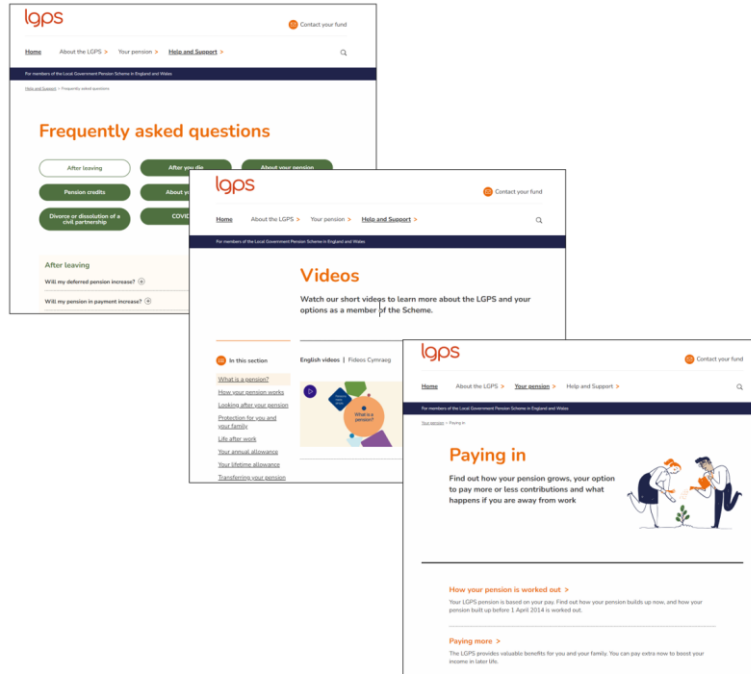 lgps
Contact your fund
Home About the LGPS > Your pension > Help and Support >
For members of the Local Government Pension Scheme in England and Wales
Help and Support > Frequently asked questions
Frequently asked questions
After leaving After you die About your pension
Pension credits
Divorce or dissolution of a
civil partnership
After leaving
Will my deferred pension increase?
Will my pension in payment increase?
lgps
Contact your fund
Home About the LGPS > Your pension > Help and Support >
For members of the Local Government Pension Scheme in England and Wales
Videos
Watch our short videos to learn more about the LGPS and your
options as a member of the Scheme.
In this section
English videos | Fideos Cymraeg
What is a pension?
How your pension works
Looking after your pension
Protection for you and
your family
Life after work
Your annual allowance
Your lifetime allowance
Transferring your pension
What is a
pension?
lgps
Contact your fund
Home About the LGPS > Your pension > Help and Support >
For members of the Local Government Pension Scheme in England and Wales
Your pension > Paying in
Paying in
Find out how your pension grows, your option
to pay more or less contributions and what
happens if you are away from work
How your pension is worked out >
Your LGPS pension is based on your pay. Find out how your pension builds up now, and how your
pension built up before 1 April 2014 is worked out.
Paying more >
The LGPS provides valuable benefits for you and your family. You can pay extra now to boost your
income in later life.